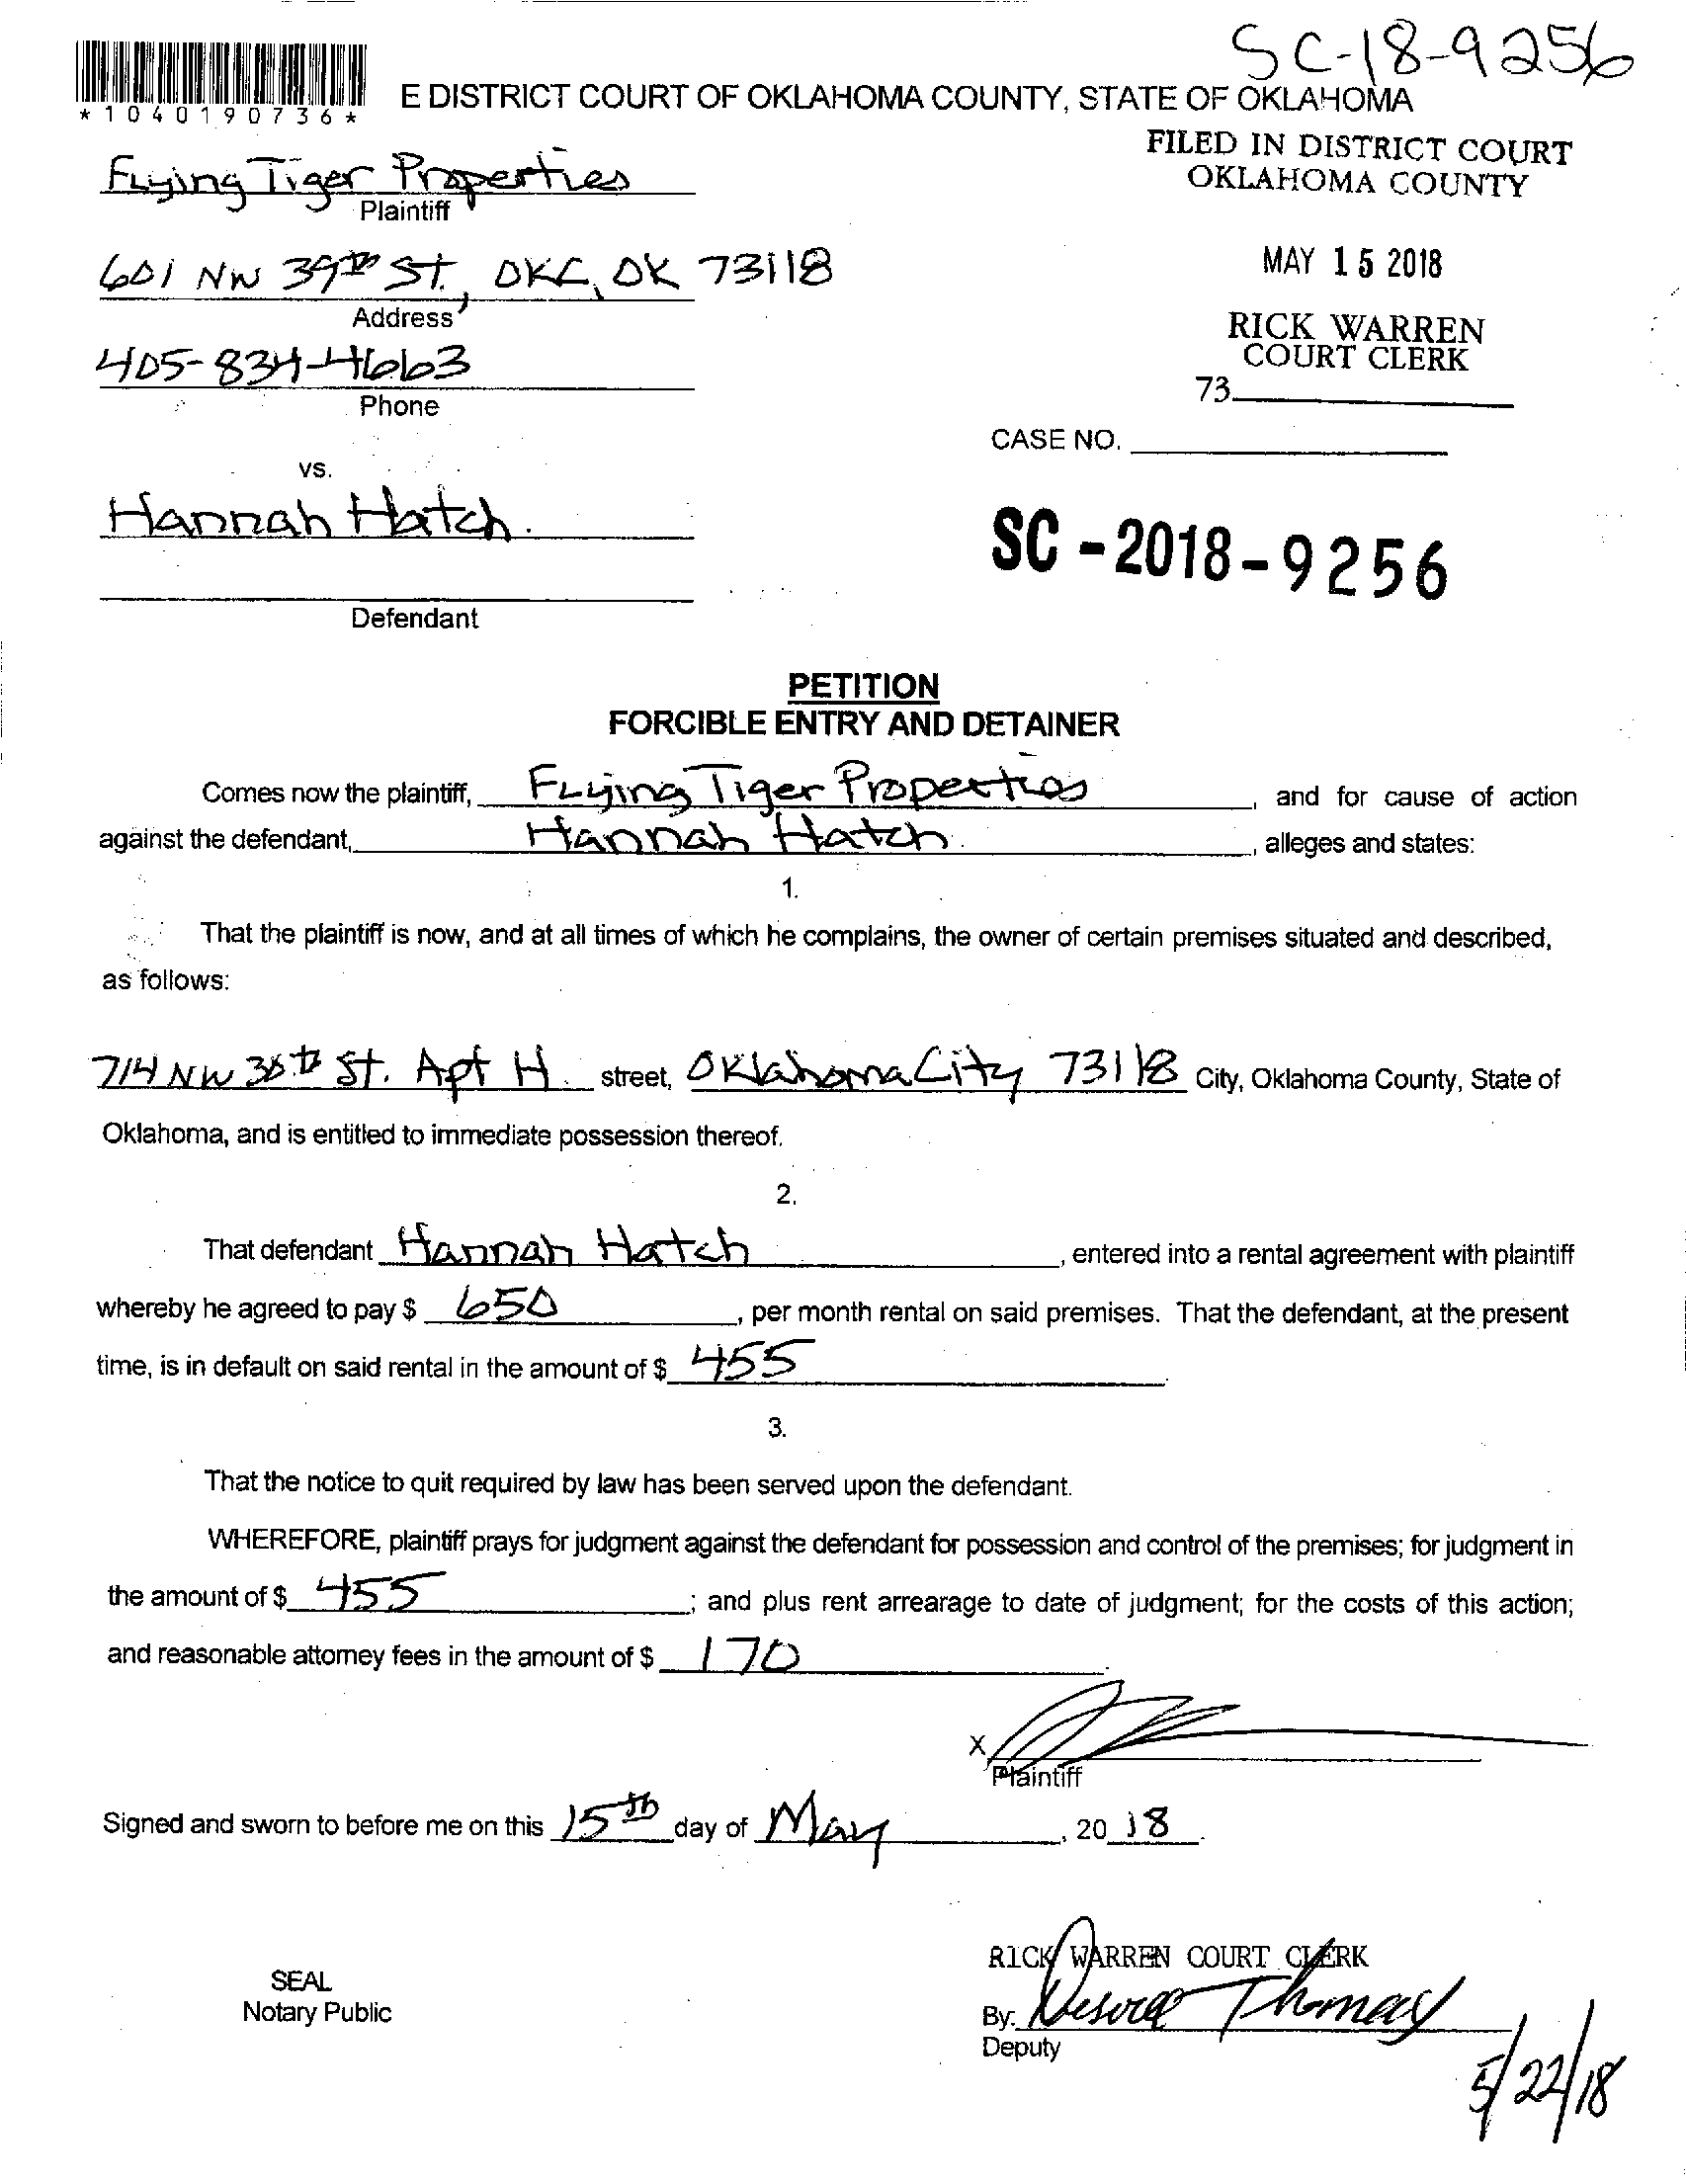 SC-18-9256
*1040190736*
E DISTRICT COURT OF OKLAHOMA COUNTY, STATE OF OKLAHOMA
FILED IN DISTRICT COURT
OKLAHOMA COUNTY
Flying Tiger Properties
Plaintiff
601 NW 39th St., OKC, OK 73118
Address
MAY 15 2018
RICK WARREN
COURT CLERK
405-834-4663
Phone
73
CASE NO.
vs.
Hannah Hatch.
SC-2018-9256
Defendant
PETITION
FORCIBLE ENTRY AND DETAINER
Comes now the plaintiff, Flying Tiger Properties, and for cause of action
against the defendant, Hannah Hatch, alleges and states:
1.
That the plaintiff is now, and at all times of which he complains, the owner of certain premises situated and described,
as follows:
714 NW St. Apt H street, Oklahoma City 73118 City, Oklahoma County, State of
Oklahoma, and is entitled to immediate possession thereof.
2.
That defendant Hannah Hatch, entered into a rental agreement with plaintiff
whereby he agreed to pay $ 650, per month rental on said premises. That the defendant, at the present
time, is in default on said rental in the amount of $ 455.
3.
That the notice to quit required by law has been served upon the defendant.
WHEREFORE, plaintiff prays for judgment against the defendant for possession and control of the premises; for judgment in
the amount of $ 455; and plus rent arrearage to date of judgment; for the costs of this action;
and reasonable attorney fees in the amount of $ 170.
X
Plaintiff
Signed and sworn to before me on this 15th day of May, 20 18.
RICK WARREN COURT CLERK
SEAL
Notary Public
By: Desiree Thomas
Deputy
5/22/18